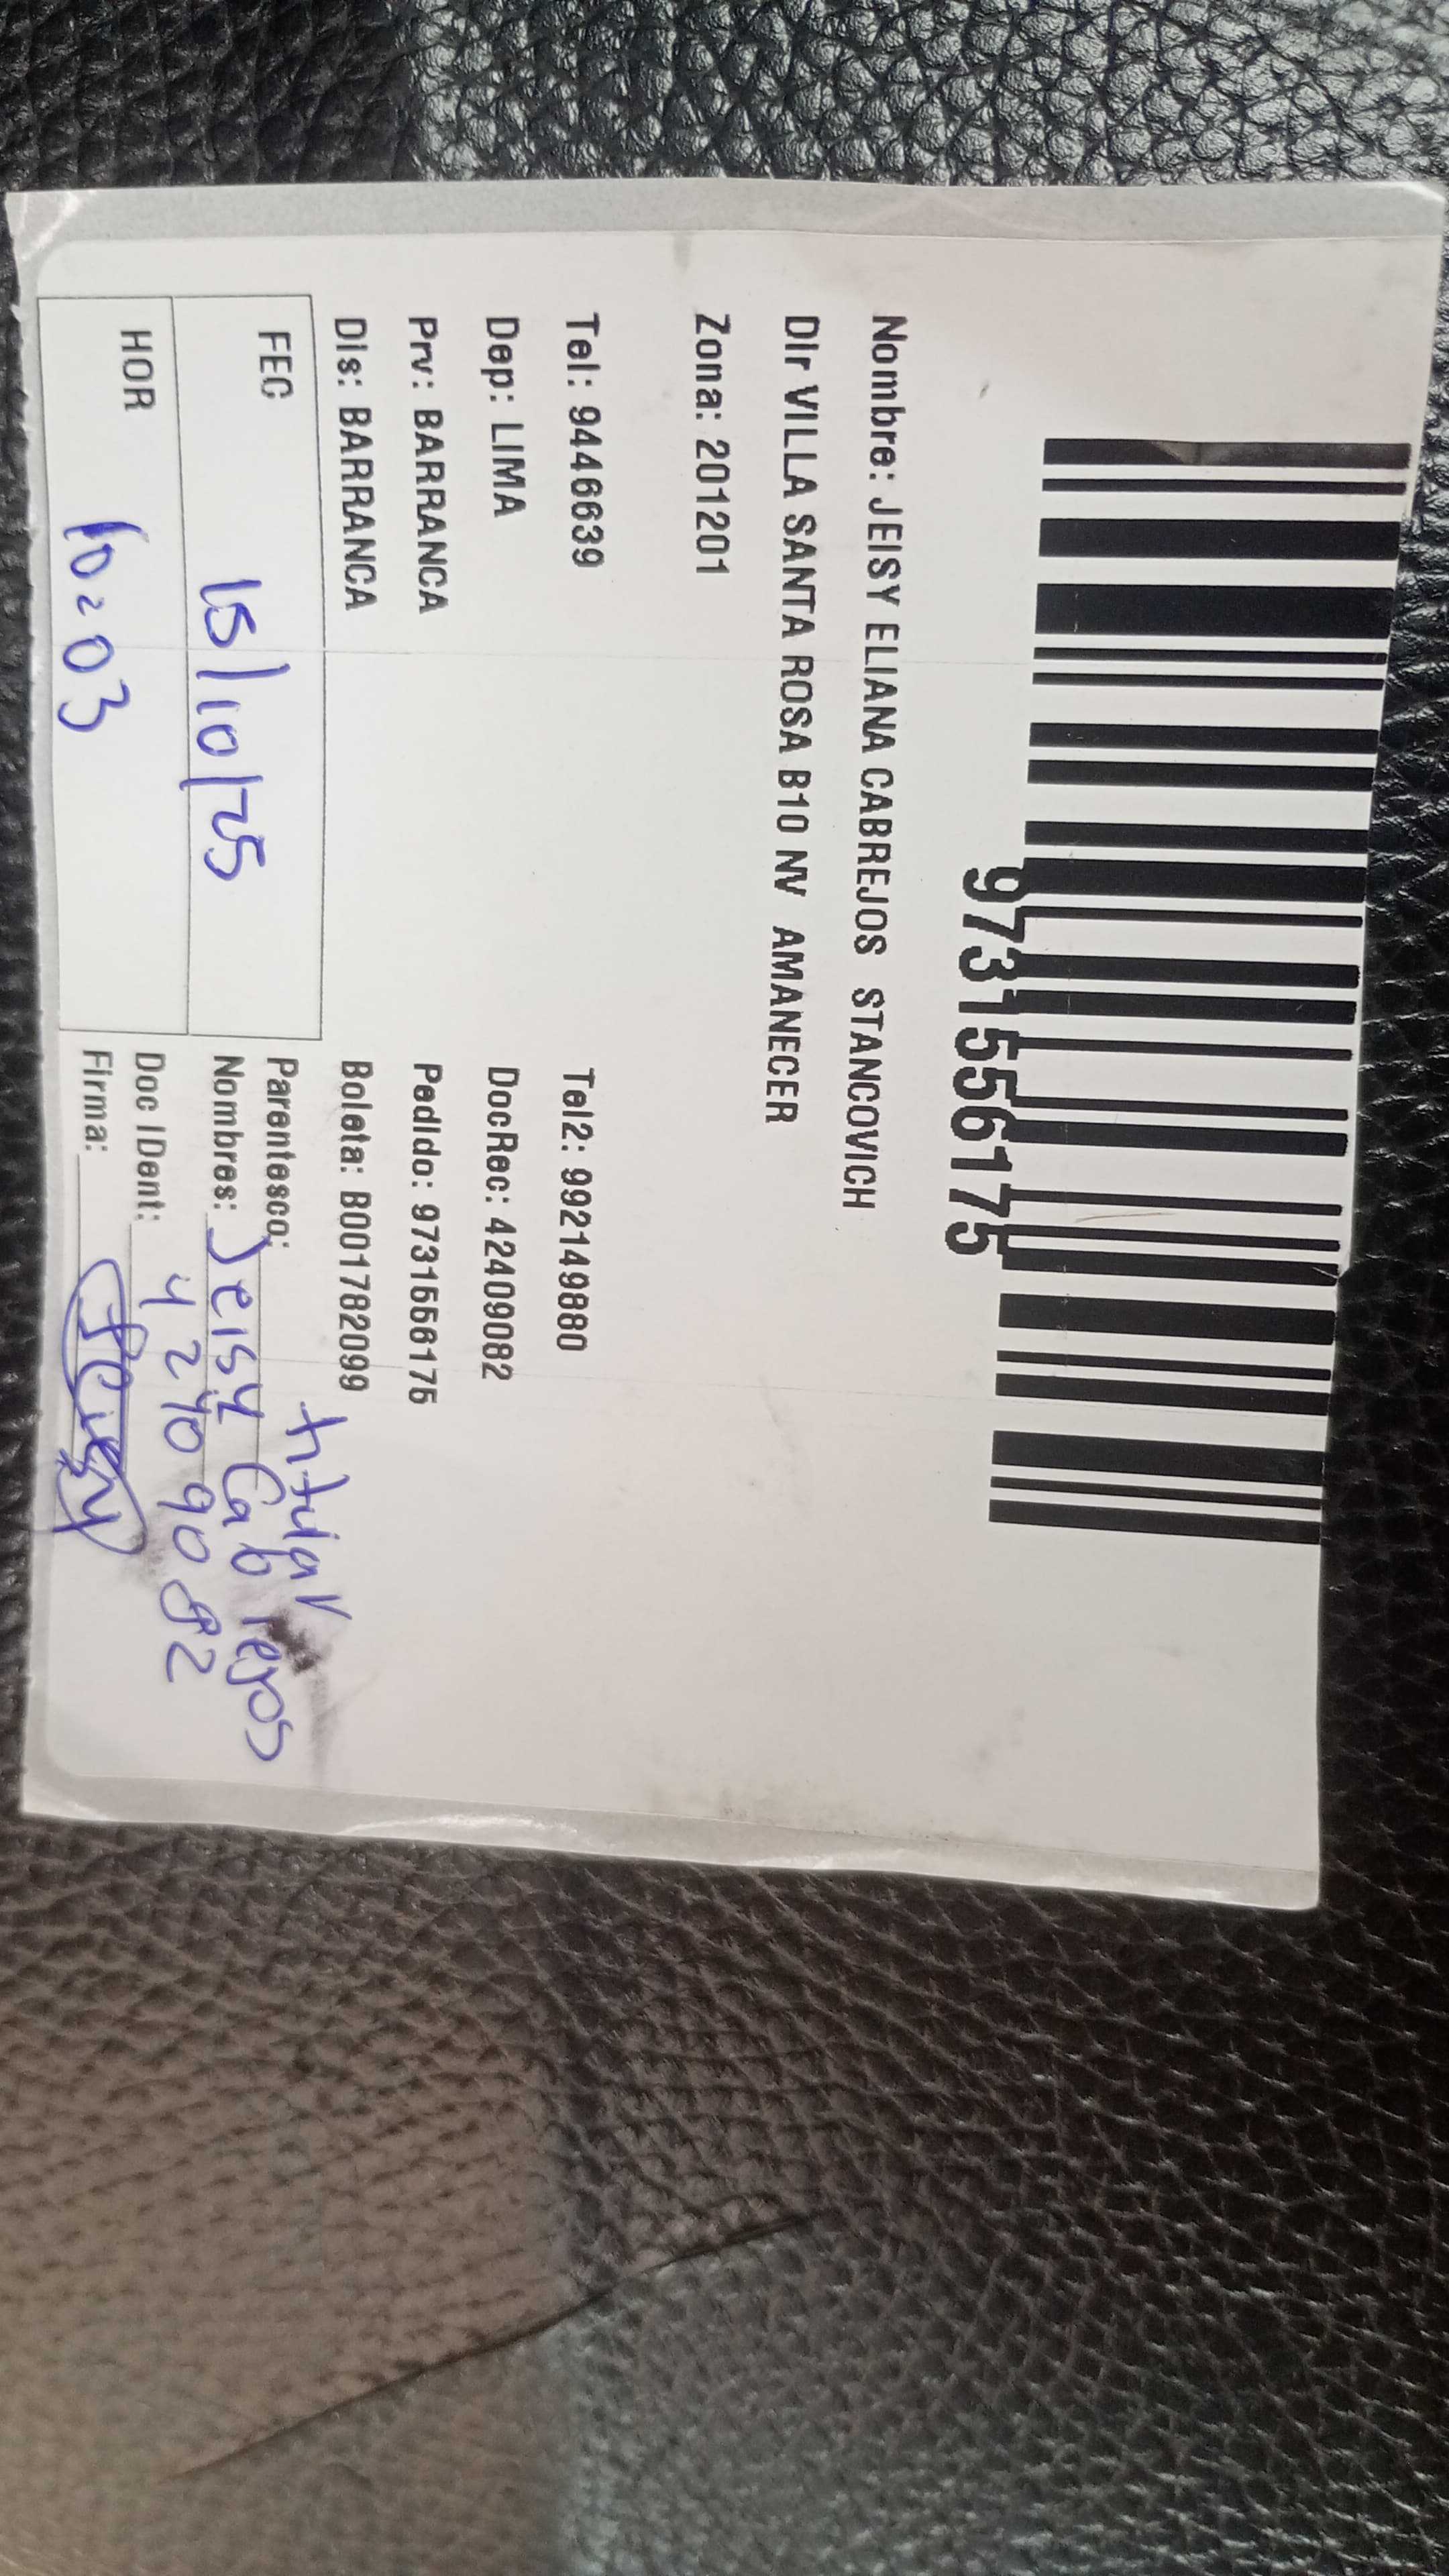 9731556175
Nombre: JEISY ELIANA CABREJOS STANCOVICH
Dir VILLA SANTA ROSA B10 NV AMANECER
Zona: 201201
Tel: 9446639 Tel2: 992149880
Dep: LIMA DocRec: 42409082
Prv: BARRANCA Pedido: 9731556175
Dis: BARRANCA Boleta: B001782099
FEC 15/10/25
HOR 10:03
Parentesco: titular
Nombres: Jeisy Cabrejos
Doc IDent: 42409082
Firma: Jeisy